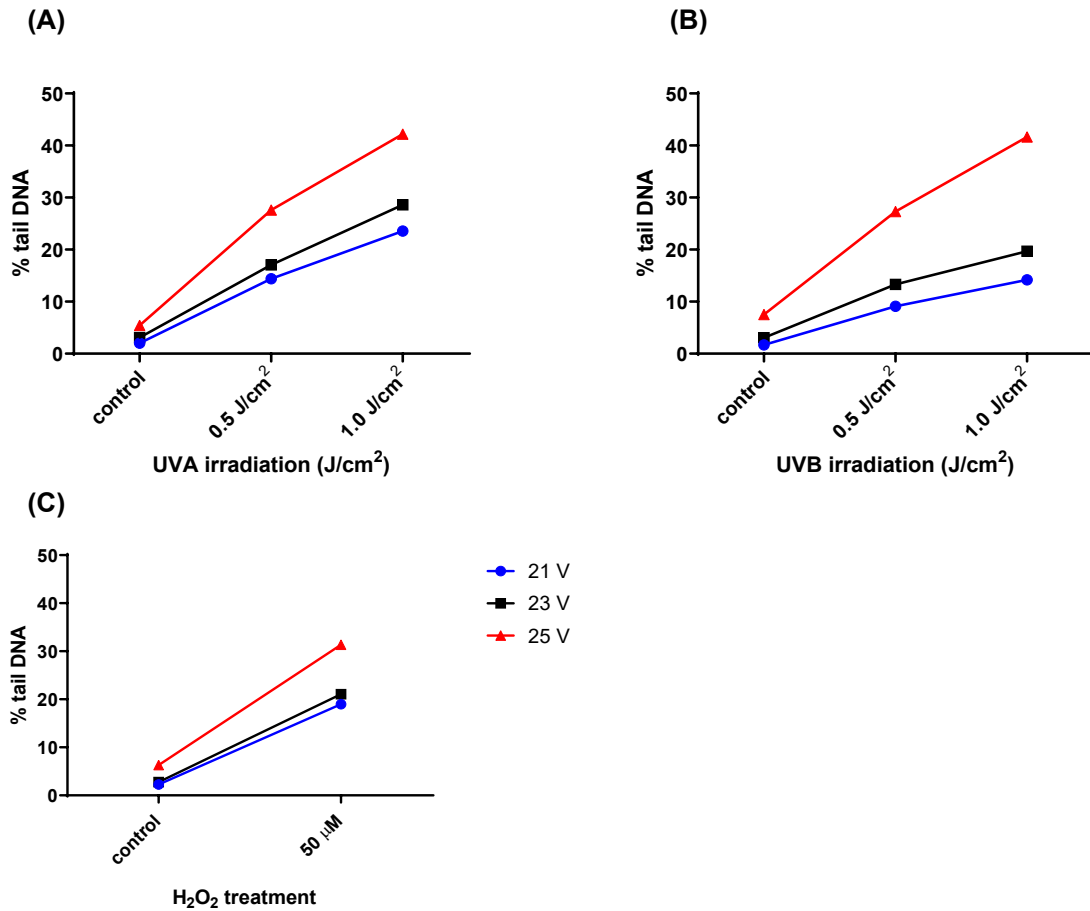 (A)
50
40
30
20
10
0
% tail DNA
control
0.5 J/cm²
1.0 J/cm²
UVA irradiation (J/cm²)
(B)
50
40
30
20
10
0
% tail DNA
control
0.5 J/cm²
1.0 J/cm²
UVB irradiation (J/cm²)
(C)
50
40
30
20
10
0
% tail DNA
control
50 μM
H₂O₂ treatment
21 V
23 V
25 V